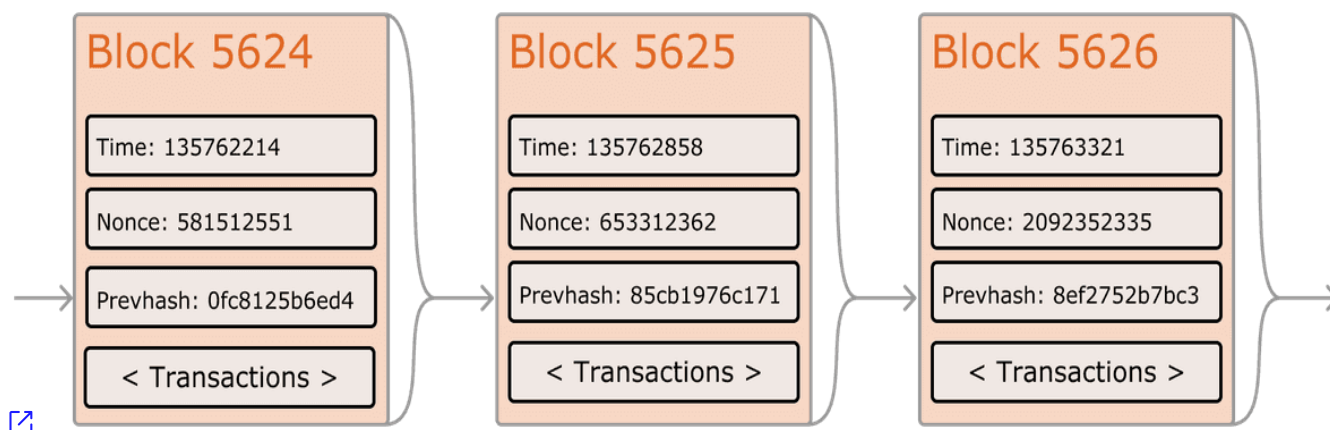 Block 5624
Time: 135762214
Nonce: 581512551
Prevhash: 0fc8125b6ed4
< Transactions >
Block 5625
Time: 135762858
Nonce: 653312362
Prevhash: 85cb1976c171
< Transactions >
Block 5626
Time: 135763321
Nonce: 2092352335
Prevhash: 8ef2752b7bc3
< Transactions >